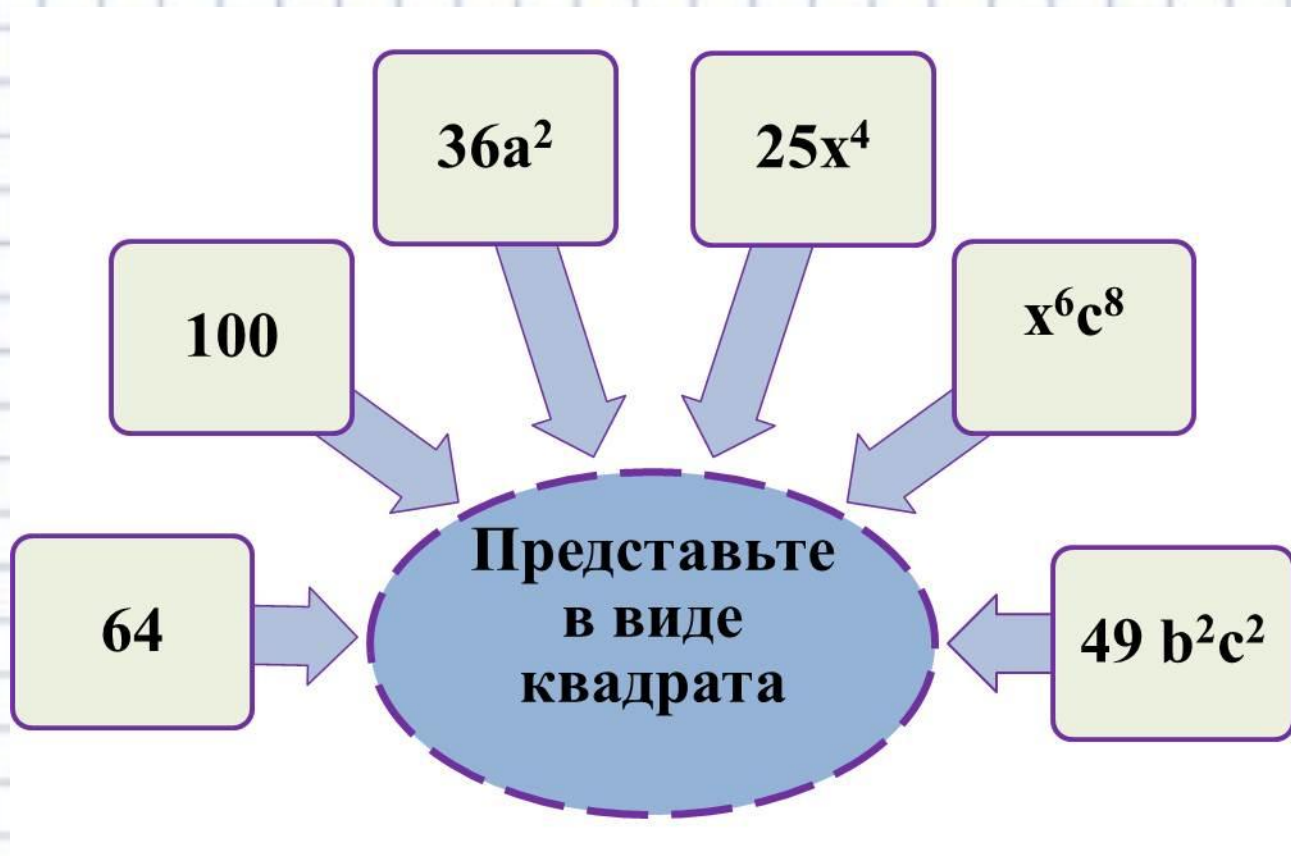 36a²
25x⁴
100
x⁶c⁸
64
Представьте
в виде
квадрата
49 b²c²